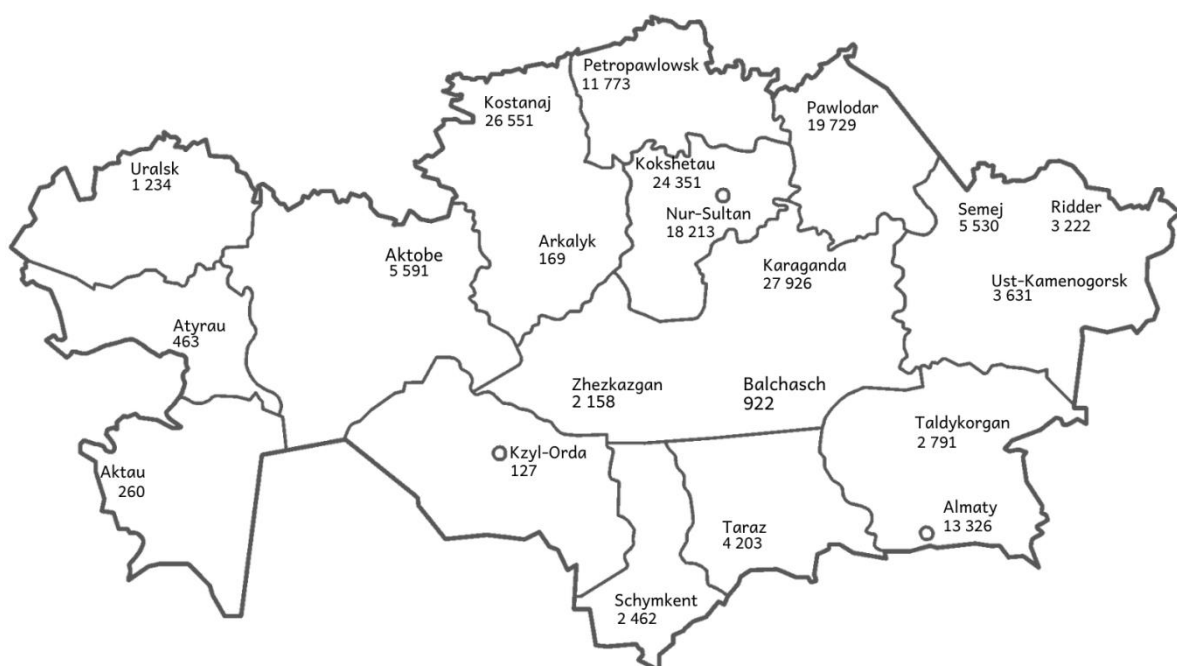 Petropawlowsk
11 773
Kostanaj
26 551
Pawlodar
19 729
Uralsk
1 234
Kokshetau
24 351
Nur-Sultan
18 213
Semej
5 530
Ridder
3 222
Aktobe
5 591
Arkalyk
169
Karaganda
27 926
Ust-Kamenogorsk
3 631
Atyrau
463
Zhezkazgan
2 158
Balchasch
922
Taldykorgan
2 791
Kzyl-Orda
127
Aktau
260
Almaty
13 326
Taraz
4 203
Schymkent
2 462